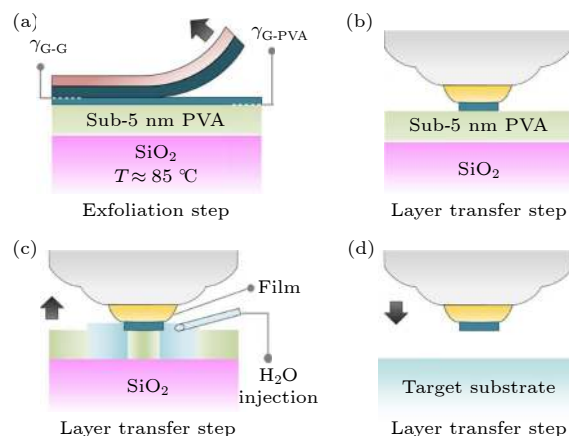 (a)
γG-G
γG-PVA
Sub-5 nm PVA
SiO₂
T ≈ 85 ℃
Exfoliation step
(b)
Sub-5 nm PVA
SiO₂
Layer transfer step
(c)
Film
SiO₂
H₂O
injection
Layer transfer step
(d)
Target substrate
Layer transfer step